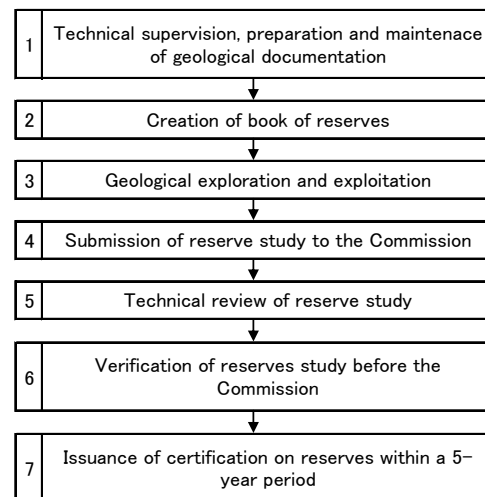 1
Technical supervision, preparation and maintenace
of geological documentation
2
Creation of book of reserves
3
Geological exploration and exploitation
4
Submission of reserve study to the Commission
5
Technical review of reserve study
6
Verification of reserves study before the
Commission
7
Issuance of certification on reserves within a 5-
year period